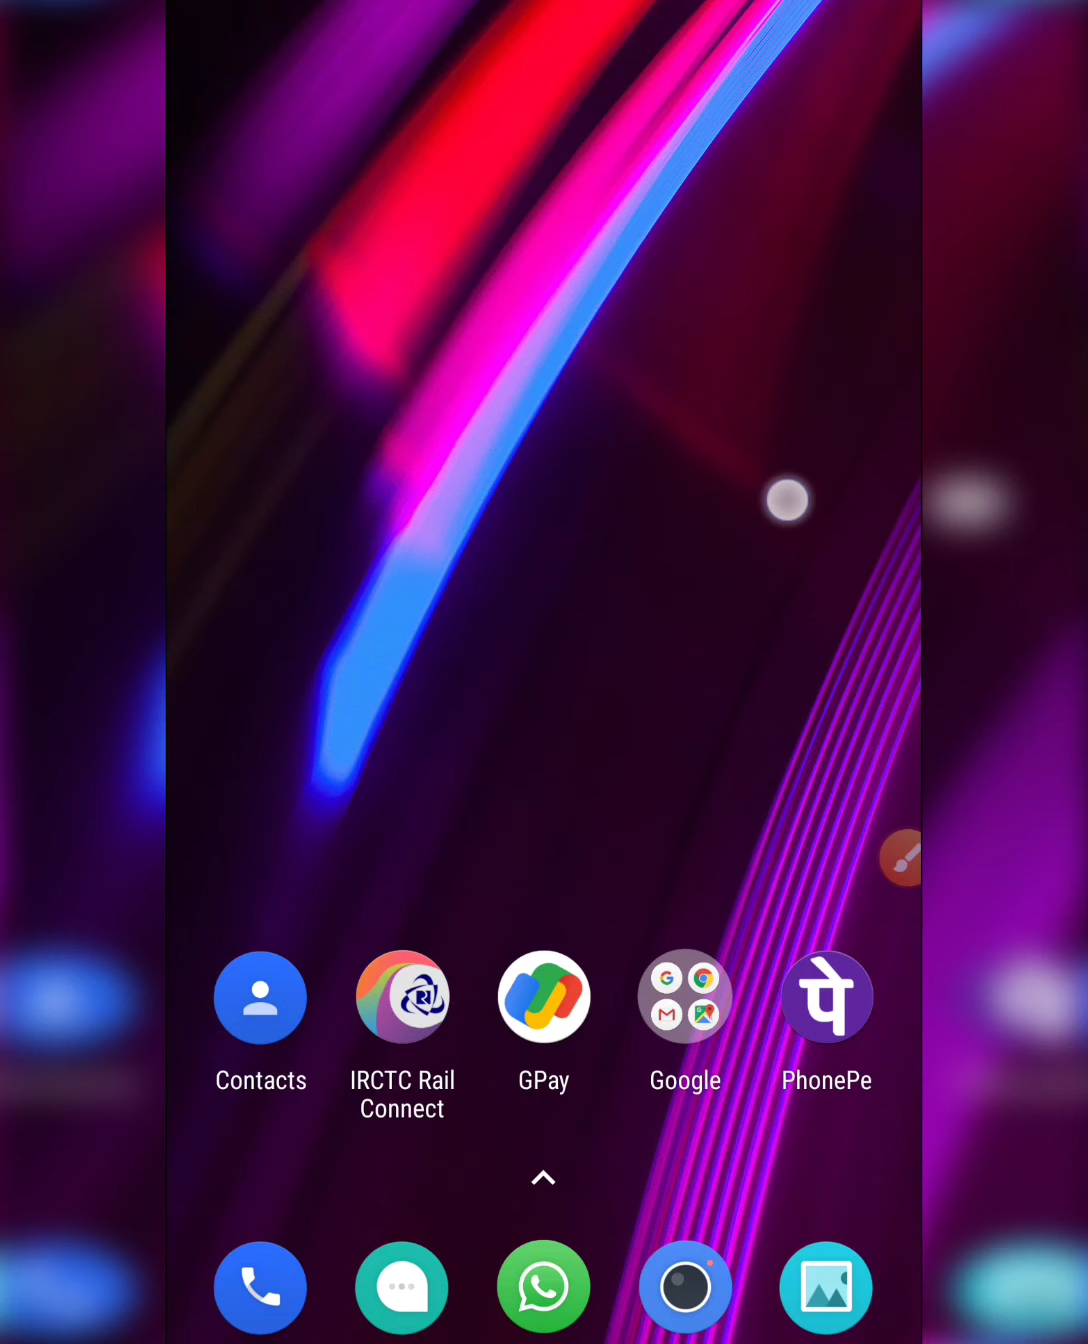 पे
Contacts
IRCTC Rail
Connect
GPay
Google
PhonePe